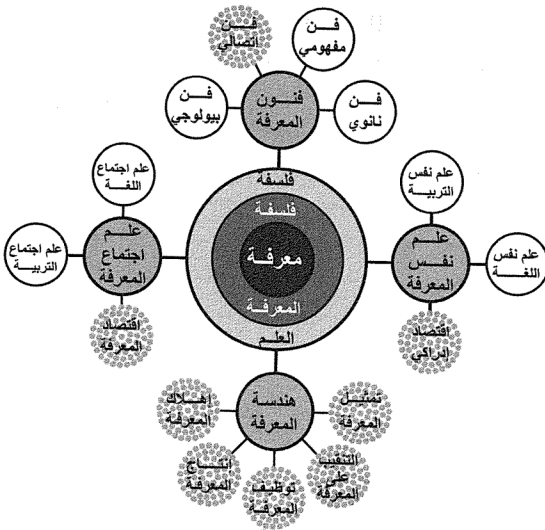 فن
اتصالي
فن
مفهومي
فن
بيولوجي
فنون
المعرفة
فن
نانوي
فلسفة
فلسفة
معرفة
المعرفة
العلم
علم اجتماع
اللغة
علم اجتماع
التربية
علم
اجتماع
المعرفة
اقتصاد
المعرفة
علم نفس
التربية
علم
نفس
المعرفة
علم نفس
اللغة
اقتصاد
إدراكي
هندسة
المعرفة
إهلاك
المعرفة
تمثيل
المعرفة
إنتاج
المعرفة
توظيف
المعرفة
التنقيب
على
المعرفة